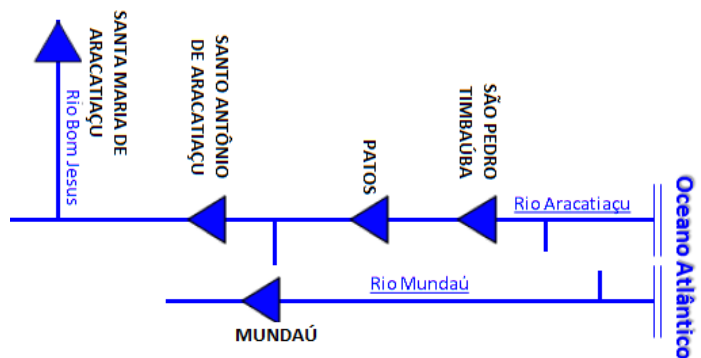 SANTA MARIA DE
ARACATIAÇU
Rio Bom Jesus
SANTO ANTÔNIO
DE ARACATIAÇU
PATOS
SÃO PEDRO
TIMBAÚBA
Rio Aracatiaçu
Oceano Atlântico
Rio Mundaú
MUNDAÚ